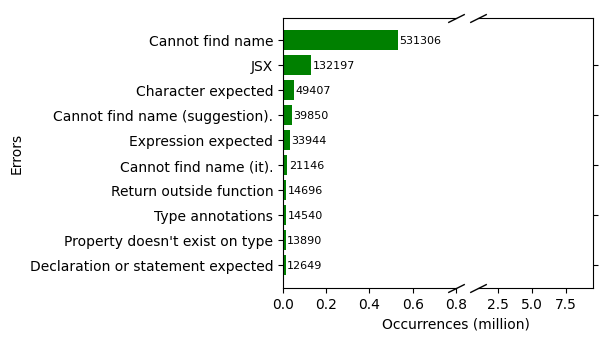 Cannot find name 531306
JSX 132197
Character expected 49407
Cannot find name (suggestion). 39850
Expression expected 33944
Cannot find name (it). 21146
Return outside function 14696
Type annotations 14540
Property doesn't exist on type 13890
Declaration or statement expected 12649
Errors
0.0 0.2 0.4 0.6 0.8 2.5 5.0 7.5
Occurrences (million)